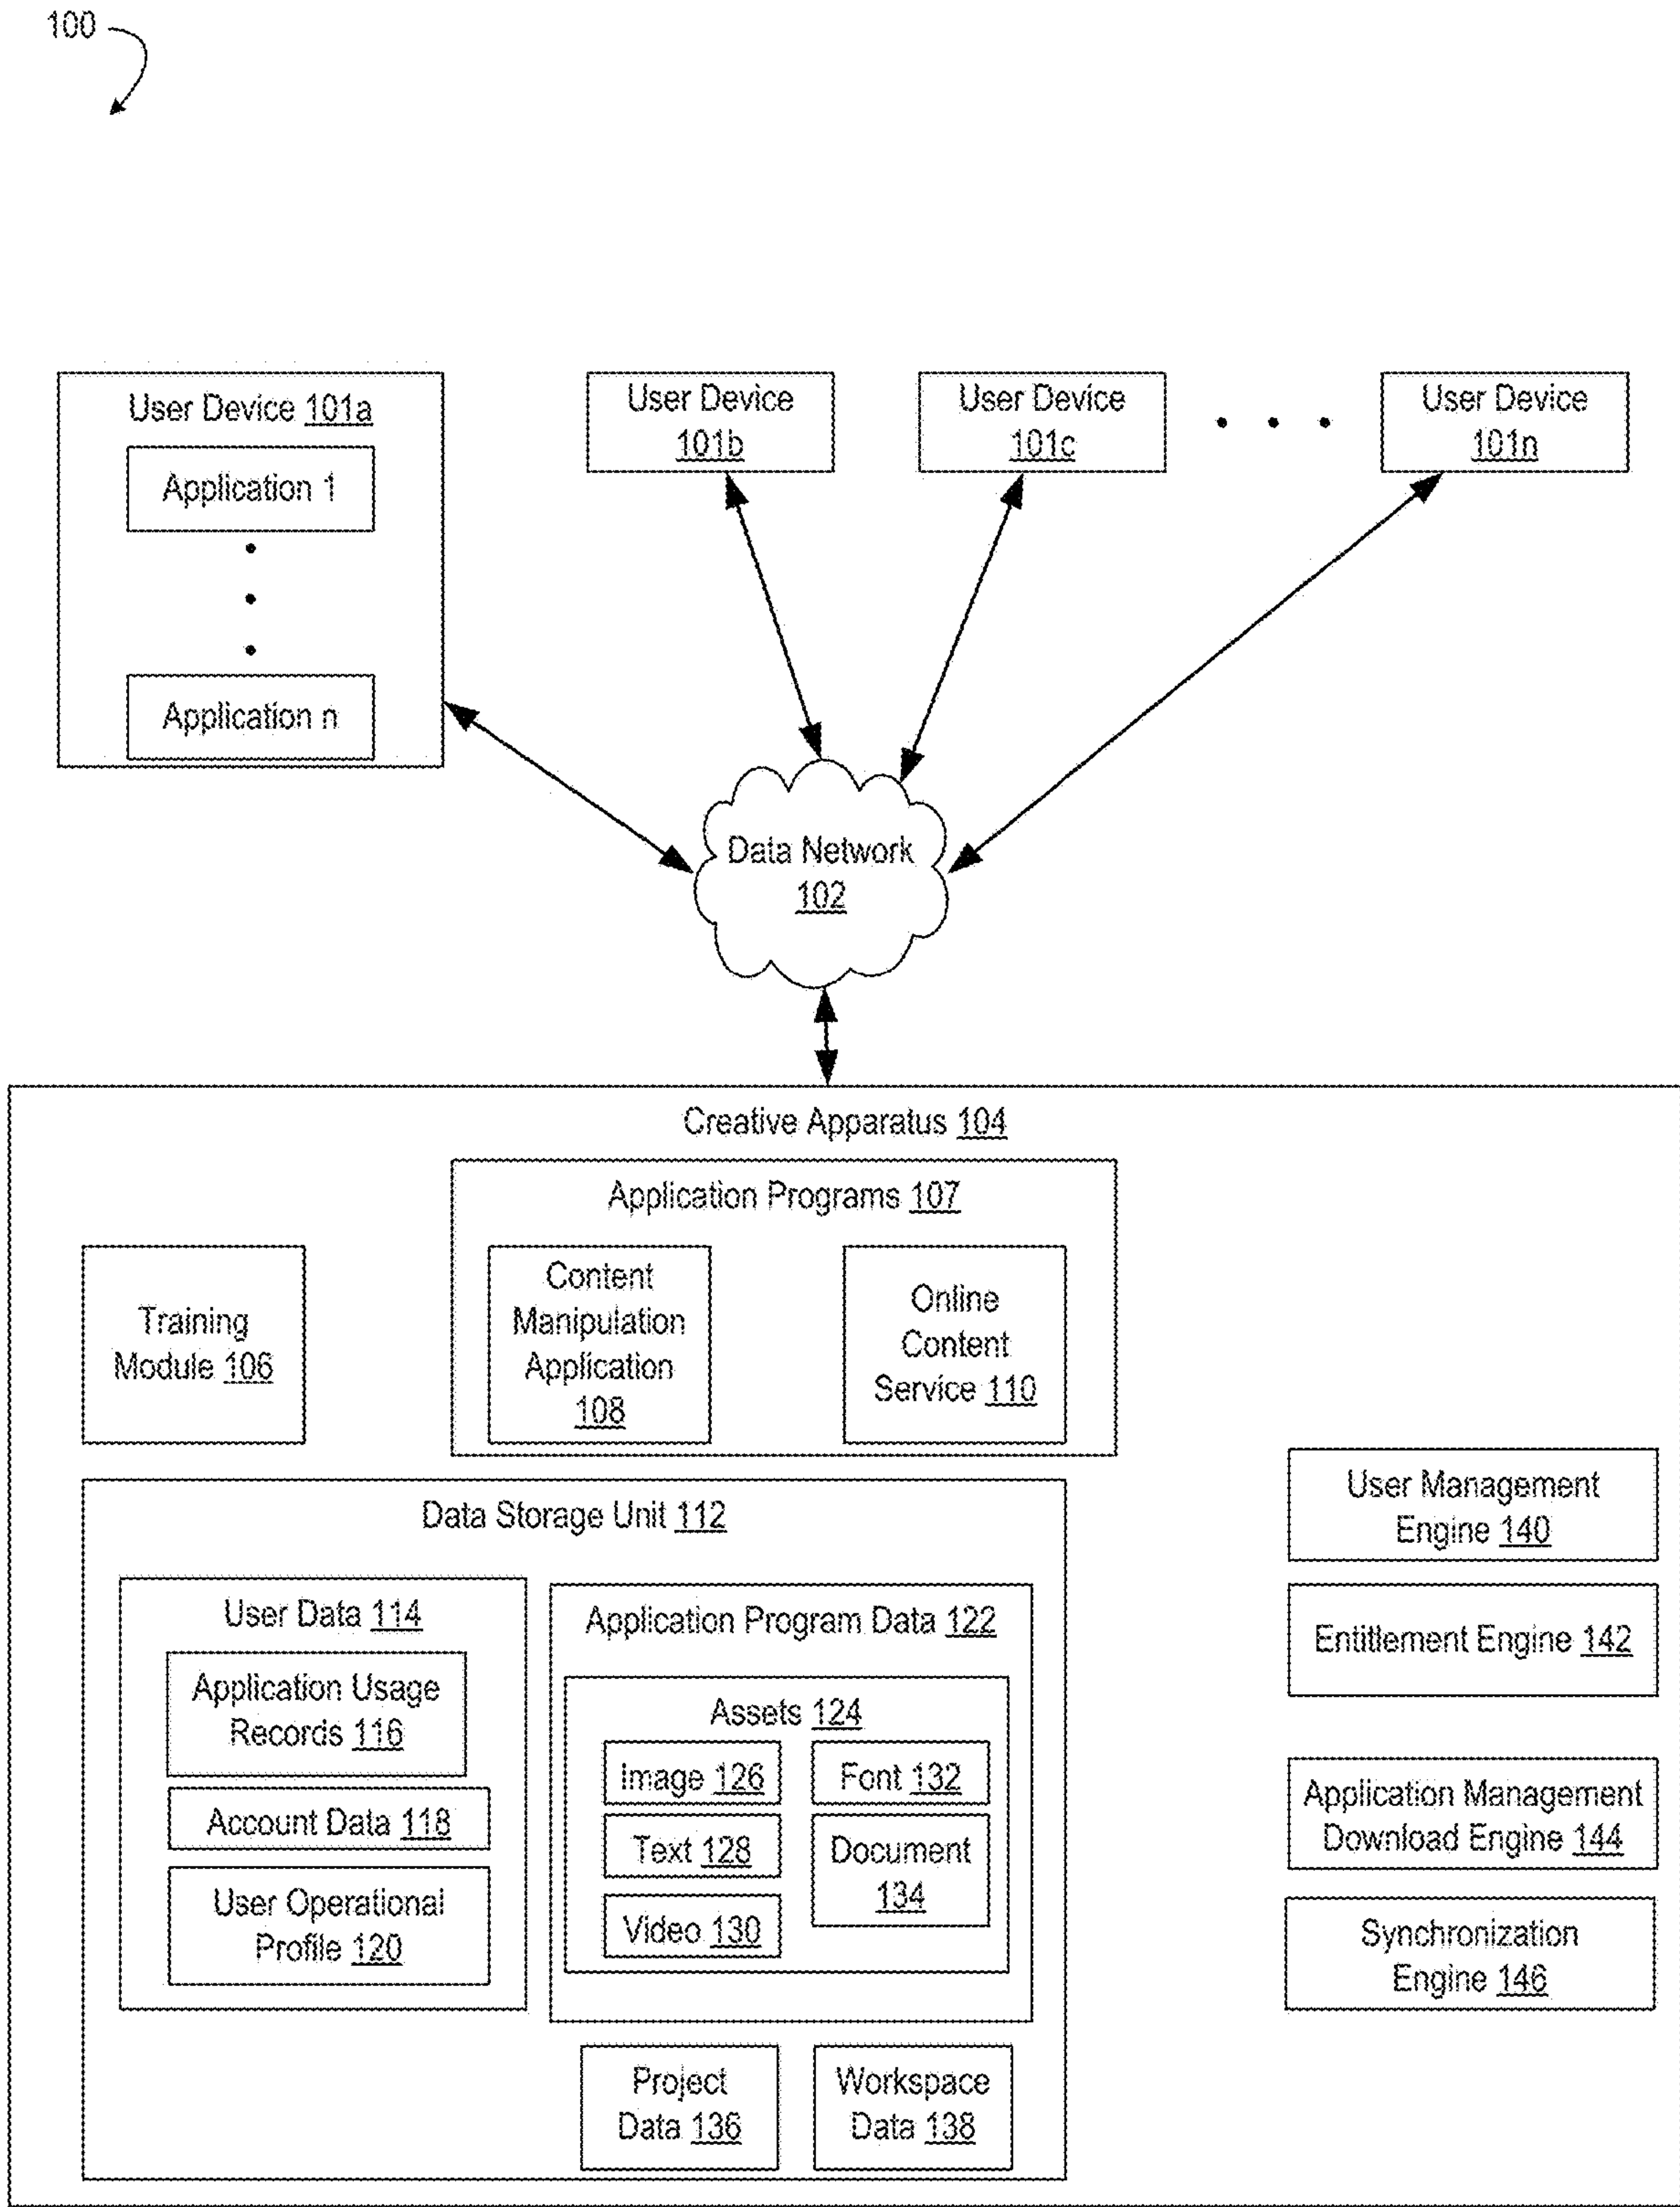 100
User Device 101a
Application 1
Application n
User Device
101b
User Device
101c
User Device
101n
Data Network
102
Creative Apparatus 104
Application Programs 107
Training
Module 106
Content
Manipulation
Application
108
Online
Content
Service 110
Data Storage Unit 112
User Data 114
Application Usage
Records 116
Account Data 118
User Operational
Profile 120
Application Program Data 122
Assets 124
Image 126
Text 128
Video 130
Font 132
Document
134
Project
Data 136
Workspace
Data 138
User Management
Engine 140
Entitlement Engine 142
Application Management
Download Engine 144
Synchronization
Engine 146